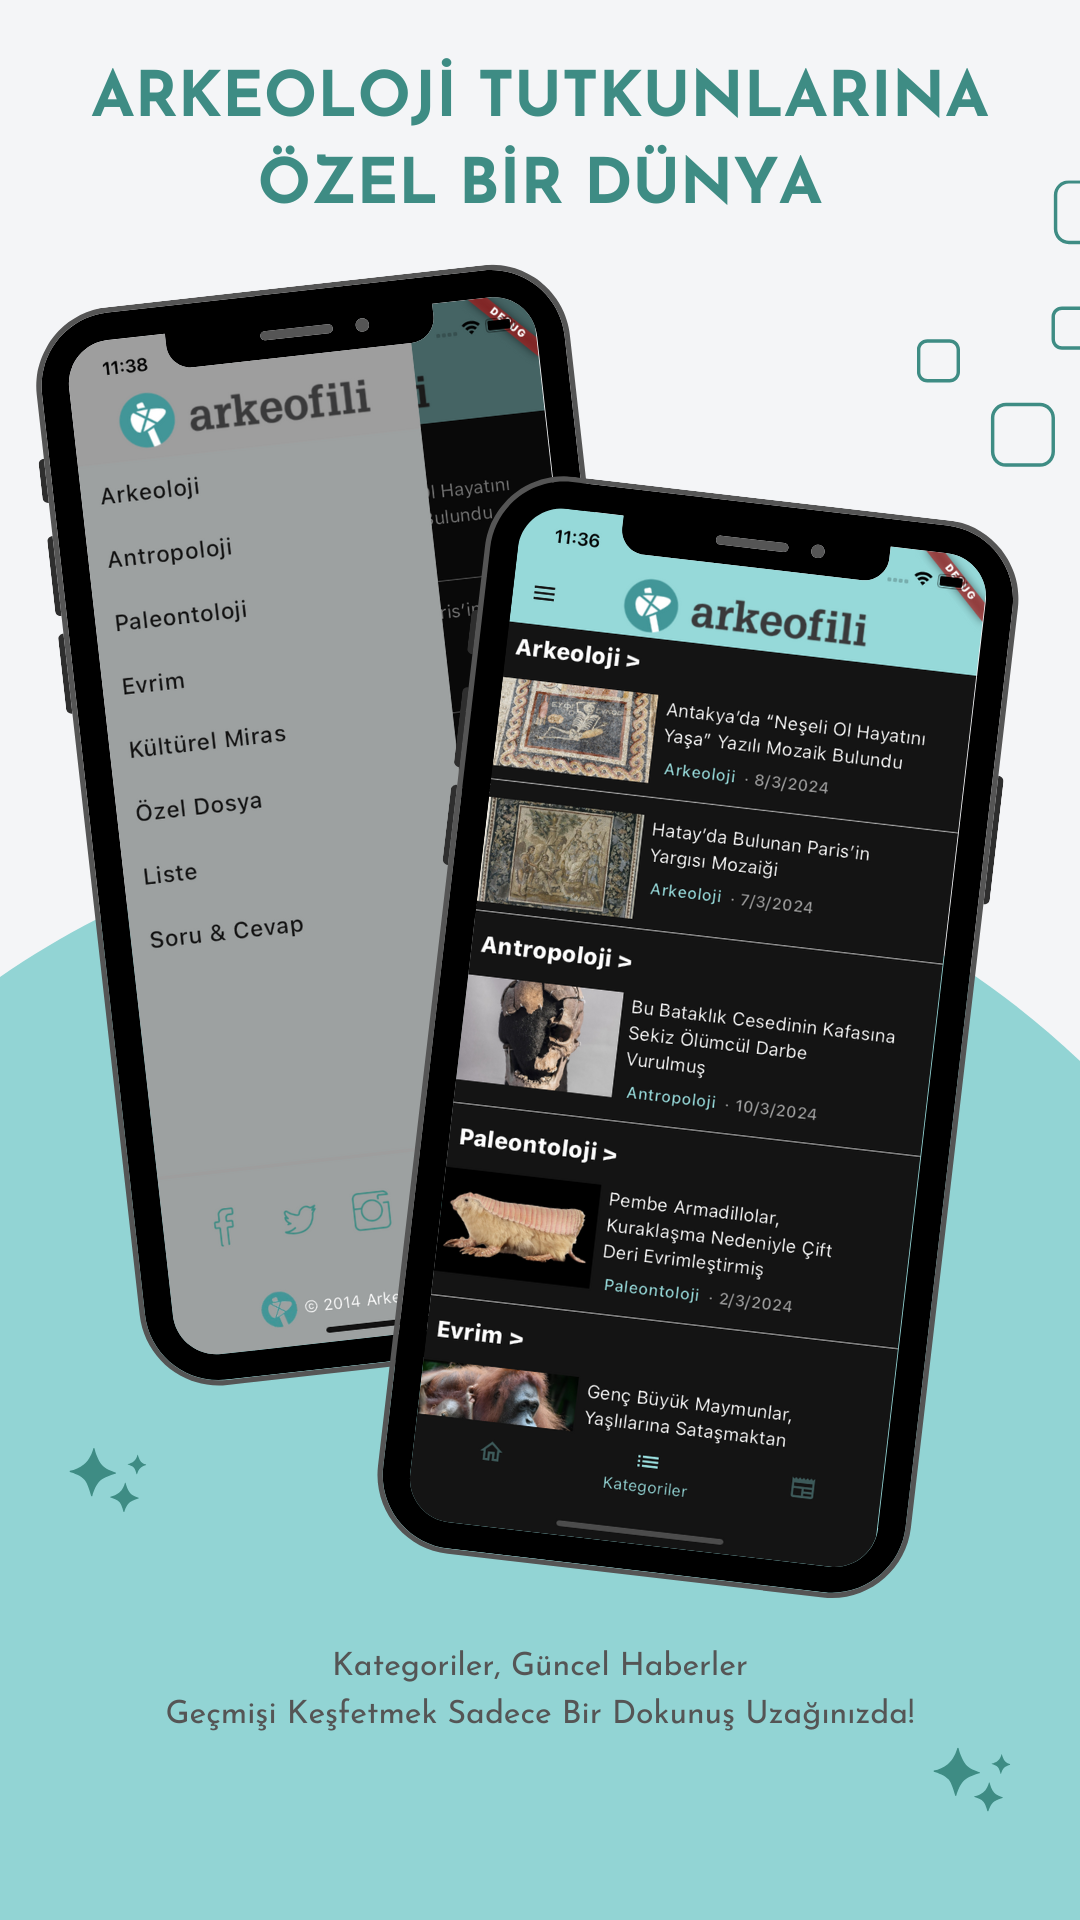 ARKEOLOJİ TUTKUNLARINA
ÖZEL BİR DÜNYA
11:38
DEBUG
arkeofili
Arkeoloji
Antropoloji
Paleontoloji
Evrim
Kültürel Miras
Özel Dosya
Liste
Soru & Cevap
© 2014 Arke
Ol Hayatını
Bulundu
ris’in
11:36
DEBUG
arkeofili
Arkeoloji >
Antakya’da “Neşeli Ol Hayatını
Yaşa” Yazılı Mozaik Bulundu
Arkeoloji · 8/3/2024
Hatay’da Bulunan Paris’in
Yargısı Mozaiği
Arkeoloji · 7/3/2024
Antropoloji >
Bu Bataklık Cesedinin Kafasına
Sekiz Ölümcül Darbe
Vurulmuş
Antropoloji · 10/3/2024
Paleontoloji >
Pembe Armadillolar,
Kuraklaşma Nedeniyle Çift
Deri Evrimleştirmiş
Paleontoloji · 2/3/2024
Evrim >
Genç Büyük Maymunlar,
Yaşlılarına Sataşmaktan
Kategoriler
Kategoriler, Güncel Haberler
Geçmişi Keşfetmek Sadece Bir Dokunuş Uzağınızda!